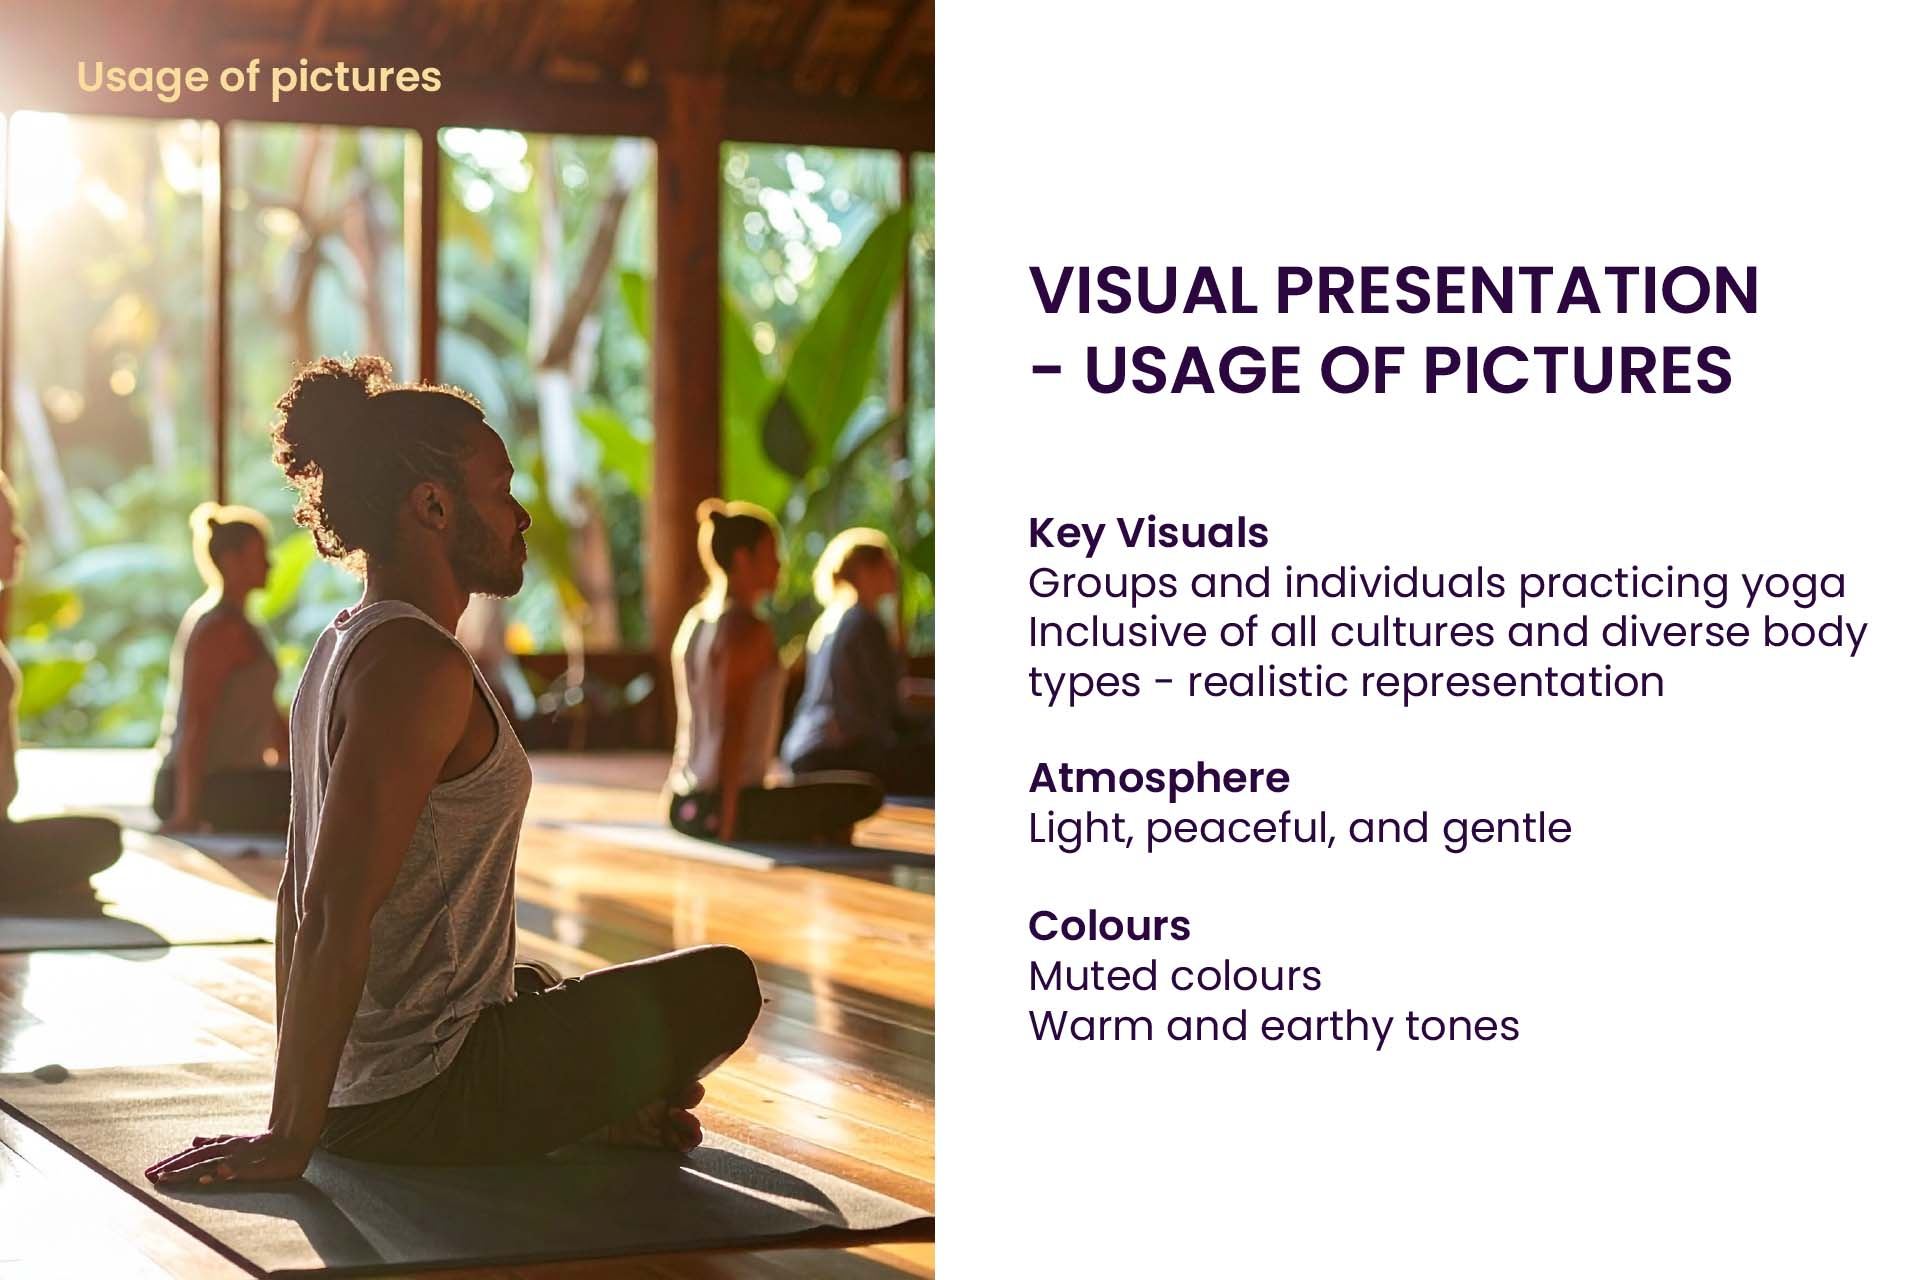 Usage of pictures
VISUAL PRESENTATION
- USAGE OF PICTURES
Key Visuals
Groups and individuals practicing yoga
Inclusive of all cultures and diverse body
types - realistic representation
Atmosphere
Light, peaceful, and gentle
Colours
Muted colours
Warm and earthy tones